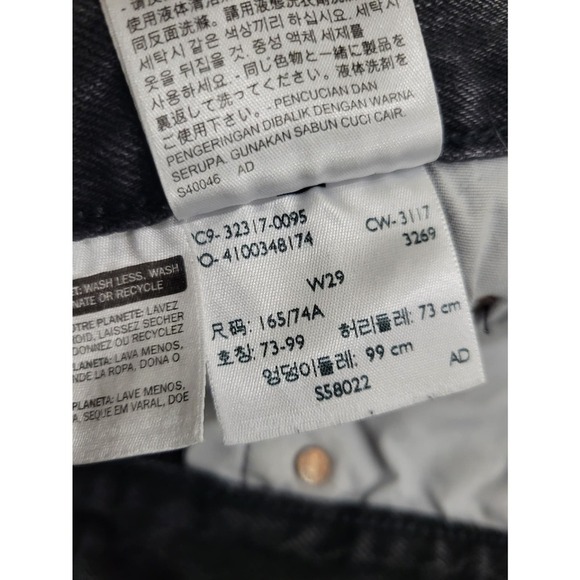 使用液体清洁
同反面洗滌。請用液態洗衣劑洗衣
세탁시 같은 색상끼리 하십시오. 세탁시
옷을 뒤집을 것. 중성 액체 세제를
사용하세요. 同じ色物と一緒に製品を
裏返して洗ってください。液体洗剤を
ご使用下さい。PENCUCIAN DAN
PENGERINGAN DIBALIK DENGAN WARNA
SERUPA. GUNAKAN SABUN CUCI CAIR.
S40046 AD
PC9- 32317-0095 CW- 3117
PO- 4100348174 3269
W29
尺码: 165/74A 허리둘레: 73 cm
호칭: 73-99 엉덩이둘레: 99 cm
S58022 AD
ET: WASH LESS, WASH
NATE OR RECYCLE
OTRE PLANETE: LAVEZ
ROID, LAISSEZ SECHER
DONNEZ OU RECYCLEZ
LANETA: LAVA MENOS,
NDE LA ROPA, DONA O
PLANETA: LAVE MENOS,
A, SEQUE EM VARAL, DOE